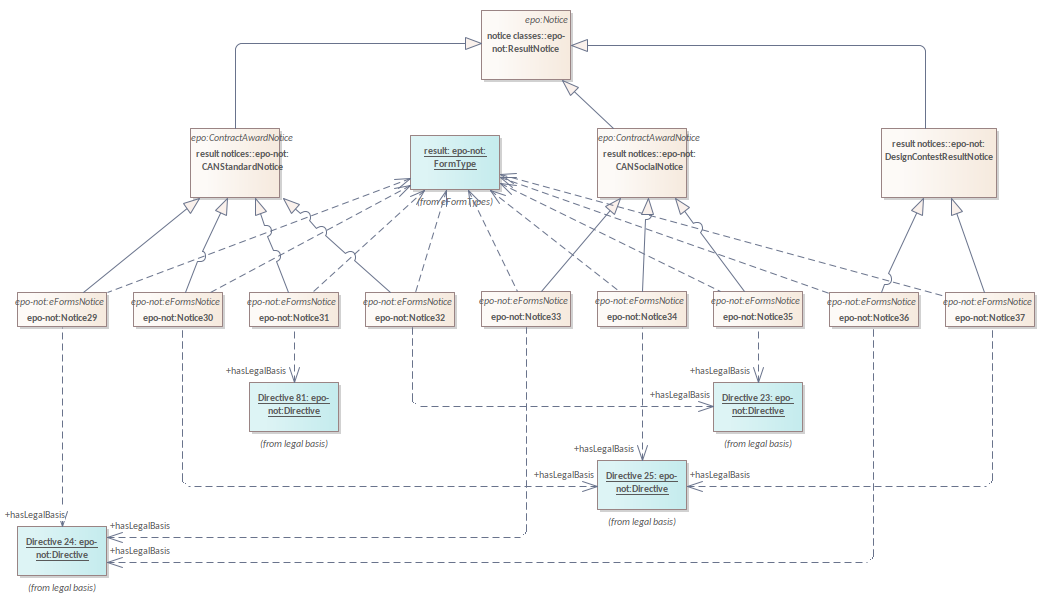 epo:Notice
notice classes::epo-
not:ResultNotice
epo:ContractAwardNotice
result notices::epo-not:
CANStandardNotice
result: epo-not:
FormType
(from eFormTypes)
epo:ContractAwardNotice
result notices::epo-not:
CANSocialNotice
result notices::epo-not:
DesignContestResultNotice
epo-not:eFormsNotice
epo-not:Notice29
epo-not:eFormsNotice
epo-not:Notice30
epo-not:eFormsNotice
epo-not:Notice31
epo-not:eFormsNotice
epo-not:Notice32
epo-not:eFormsNotice
epo-not:Notice33
epo-not:eFormsNotice
epo-not:Notice34
epo-not:eFormsNotice
epo-not:Notice35
epo-not:eFormsNotice
epo-not:Notice36
epo-not:eFormsNotice
epo-not:Notice37
+hasLegalBasis
Directive 81: epo-
not:Directive
(from legal basis)
+hasLegalBasis
+hasLegalBasis
Directive 23: epo-
not:Directive
(from legal basis)
+hasLegalBasis
+hasLegalBasis
Directive 25: epo-
not:Directive
+hasLegalBasis
(from legal basis)
+hasLegalBasis/
+hasLegalBasis
Directive 24: epo-
not:Directive
+hasLegalBasis
(from legal basis)